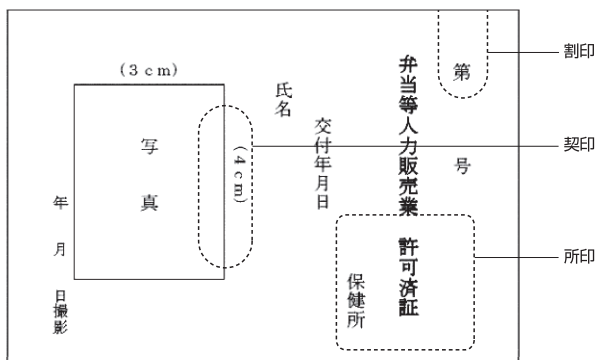 第　号
弁当等人力販売業　許可済証
保健所
交付年月日
氏名
(3cm)
(4cm)
写真
年　月　日撮影
割印
契印
所印